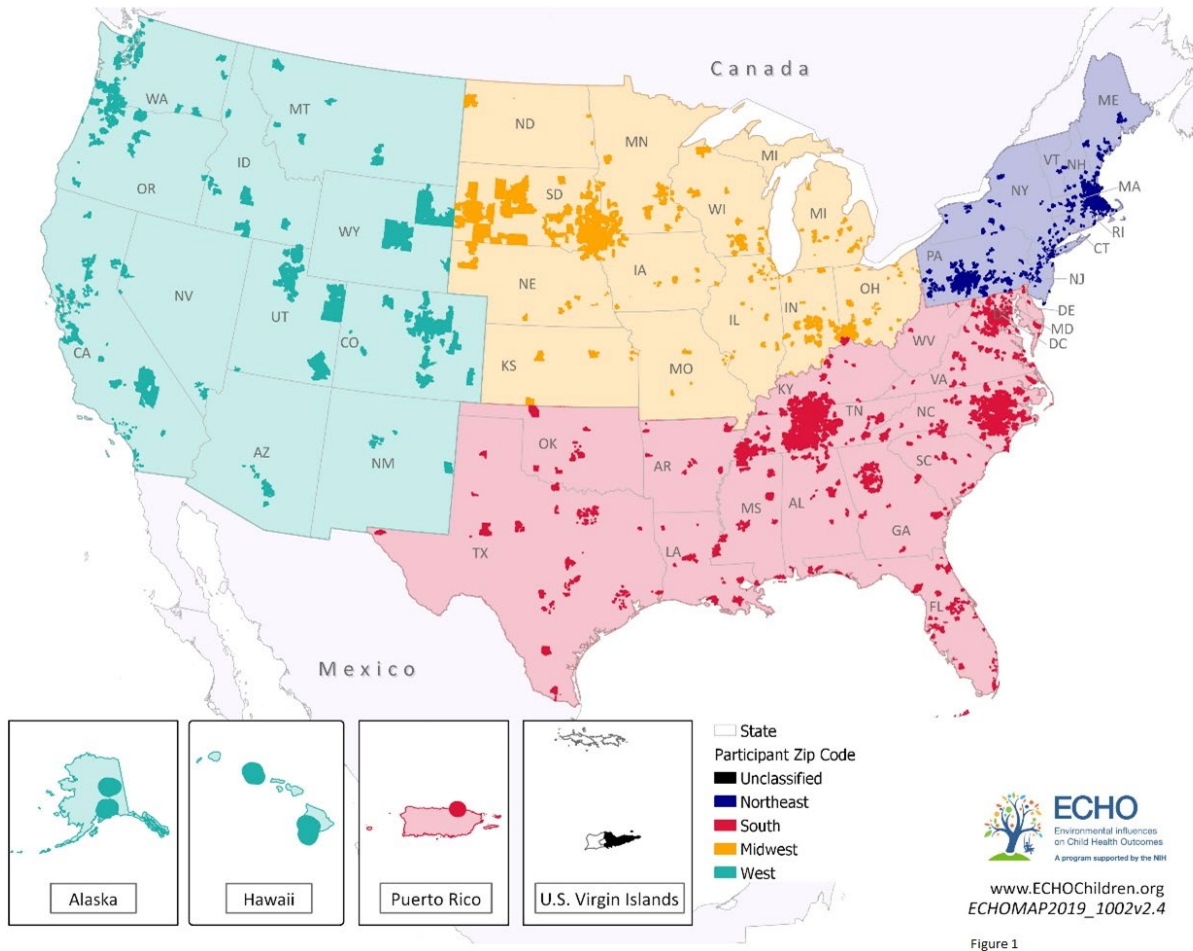 Canada
WA
MT
ND
MN
ME
VT
NH
MI
OR
ID
SD
WI
MI
NY
MA
WY
RI
CT
PA
NJ
NV
NE
IA
OH
IN
IL
DE
UT
CO
MD
CA
WV
DC
KS
MO
VA
KY
TN
NC
OK
AZ
NM
AR
SC
MS
AL
GA
TX
LA
FL
Mexico
State
Participant Zip Code
Unclassified
Northeast
South
Midwest
West
Alaska
Hawaii
Puerto Rico
U.S. Virgin Islands
ECHO
Environmental influences
on Child Health Outcomes
A program supported by the NIH
www.ECHOChildren.org
ECHOMAP2019_1002v2.4
Figure 1